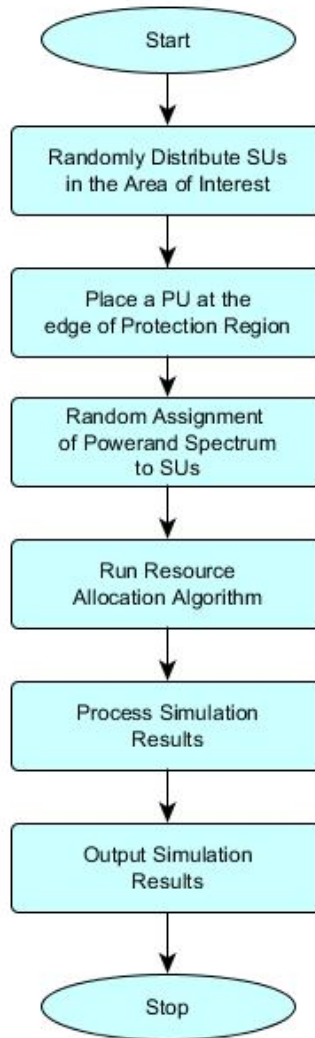 Start
Randomly Distribute SUs
in the Area of Interest
Place a PU at the
edge of Protection Region
Random Assignment
of Powerand Spectrum
to SUs
Run Resource
Allocation Algorithm
Process Simulation
Results
Output Simulation
Results
Stop